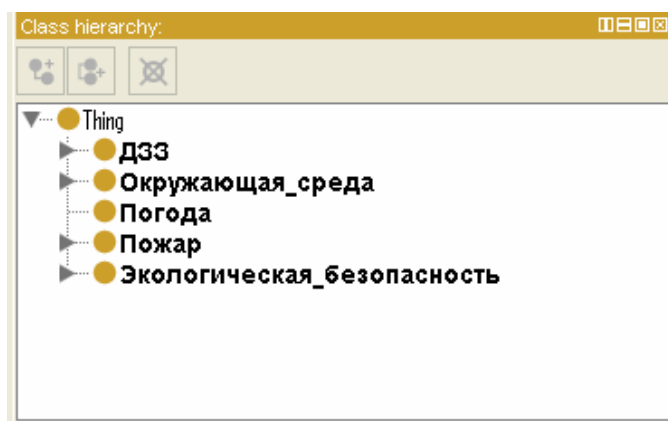 Class hierarchy:
Thing
ДЗЗ
Окружающая_среда
Погода
Пожар
Экологическая_безопасность